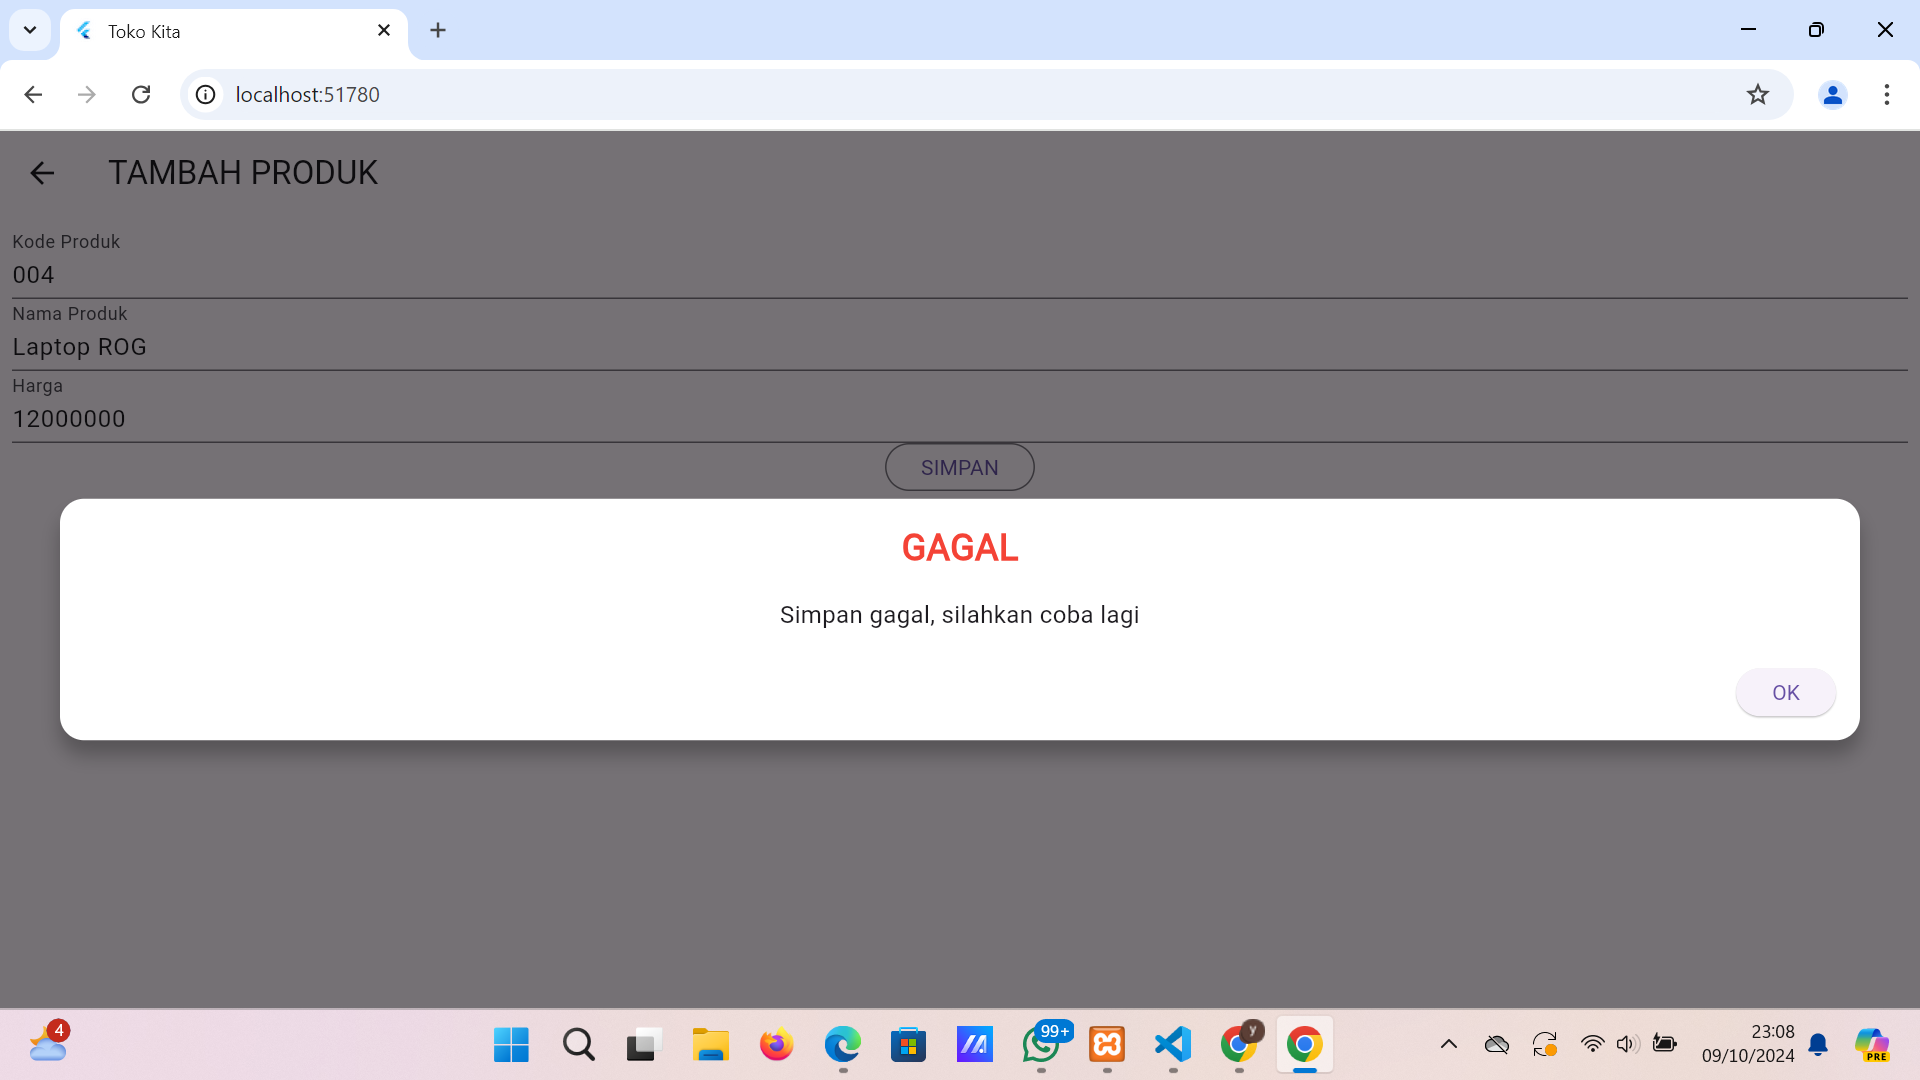 Toko Kita
localhost:51780
TAMBAH PRODUK
Kode Produk
004
Nama Produk
Laptop ROG
Harga
12000000
SIMPAN
GAGAL
Simpan gagal, silahkan coba lagi
OK
4
99+
y
23:08
09/10/2024
PRE